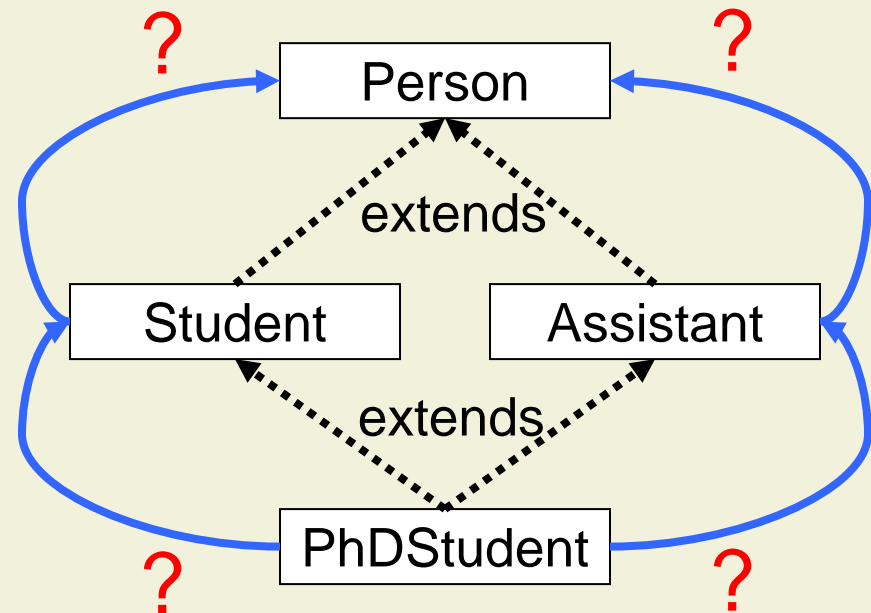 ? ?
Person
extends
Student Assistant
extends
PhDStudent
? ?